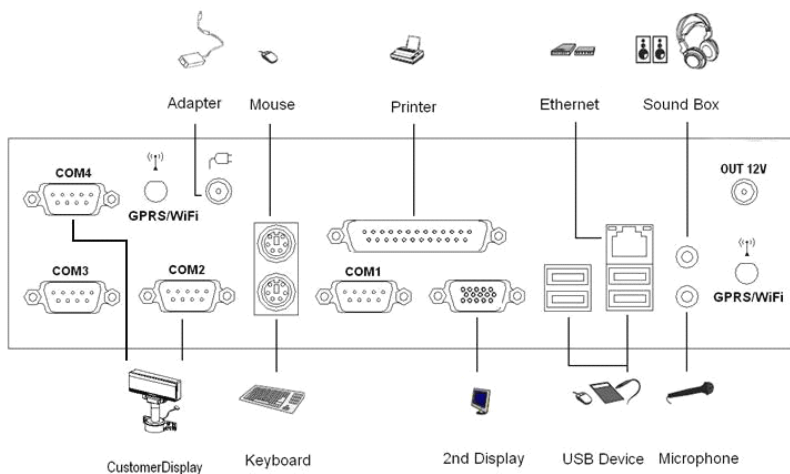 Adapter
Mouse
Printer
Ethernet
Sound Box
COM4
GPRS/WiFi
OUT 12V
COM3
COM2
COM1
GPRS/WiFi
CustomerDisplay
Keyboard
2nd Display
USB Device
Microphone